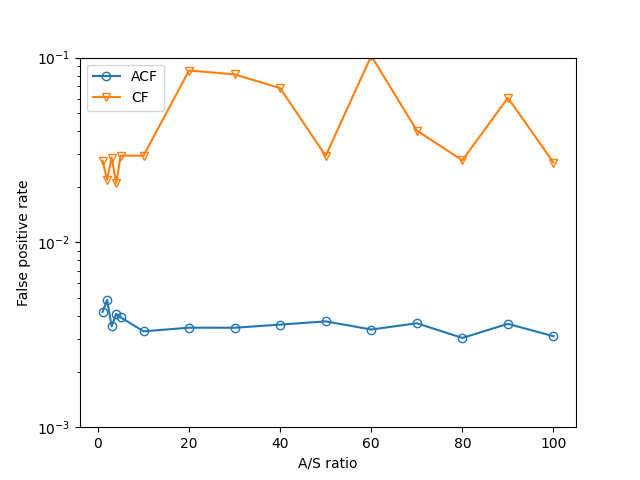 ACF
CF
10⁻¹
10⁻²
10⁻³
False positive rate
0 20 40 60 80 100
A/S ratio